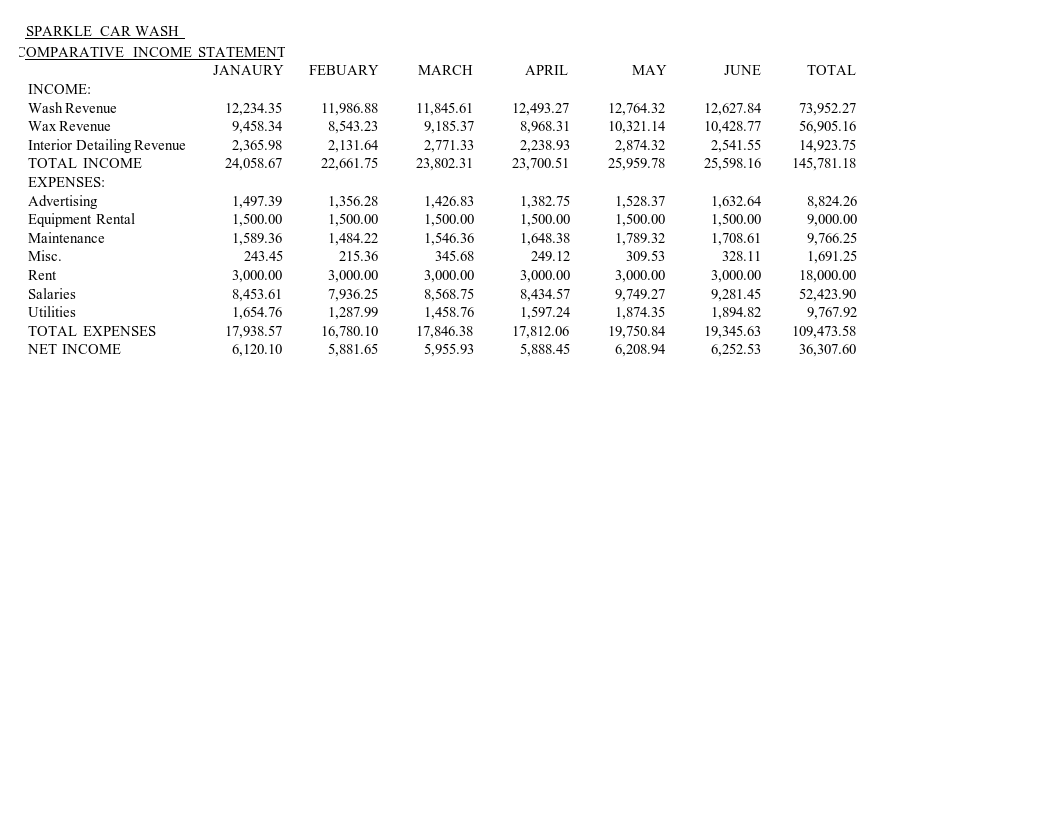 SPARKLE CAR WASH
COMPARATIVE INCOME STATEMENT
JANAURY FEBUARY MARCH APRIL MAY JUNE TOTAL
INCOME:
Wash Revenue 12,234.35 11,986.88 11,845.61 12,493.27 12,764.32 12,627.84 73,952.27
Wax Revenue 9,458.34 8,543.23 9,185.37 8,968.31 10,321.14 10,428.77 56,905.16
Interior Detailing Revenue 2,365.98 2,131.64 2,771.33 2,238.93 2,874.32 2,541.55 14,923.75
TOTAL INCOME 24,058.67 22,661.75 23,802.31 23,700.51 25,959.78 25,598.16 145,781.18
EXPENSES:
Advertising 1,497.39 1,356.28 1,426.83 1,382.75 1,528.37 1,632.64 8,824.26
Equipment Rental 1,500.00 1,500.00 1,500.00 1,500.00 1,500.00 1,500.00 9,000.00
Maintenance 1,589.36 1,484.22 1,546.36 1,648.38 1,789.32 1,708.61 9,766.25
Misc. 243.45 215.36 345.68 249.12 309.53 328.11 1,691.25
Rent 3,000.00 3,000.00 3,000.00 3,000.00 3,000.00 3,000.00 18,000.00
Salaries 8,453.61 7,936.25 8,568.75 8,434.57 9,749.27 9,281.45 52,423.90
Utilities 1,654.76 1,287.99 1,458.76 1,597.24 1,874.35 1,894.82 9,767.92
TOTAL EXPENSES 17,938.57 16,780.10 17,846.38 17,812.06 19,750.84 19,345.63 109,473.58
NET INCOME 6,120.10 5,881.65 5,955.93 5,888.45 6,208.94 6,252.53 36,307.60